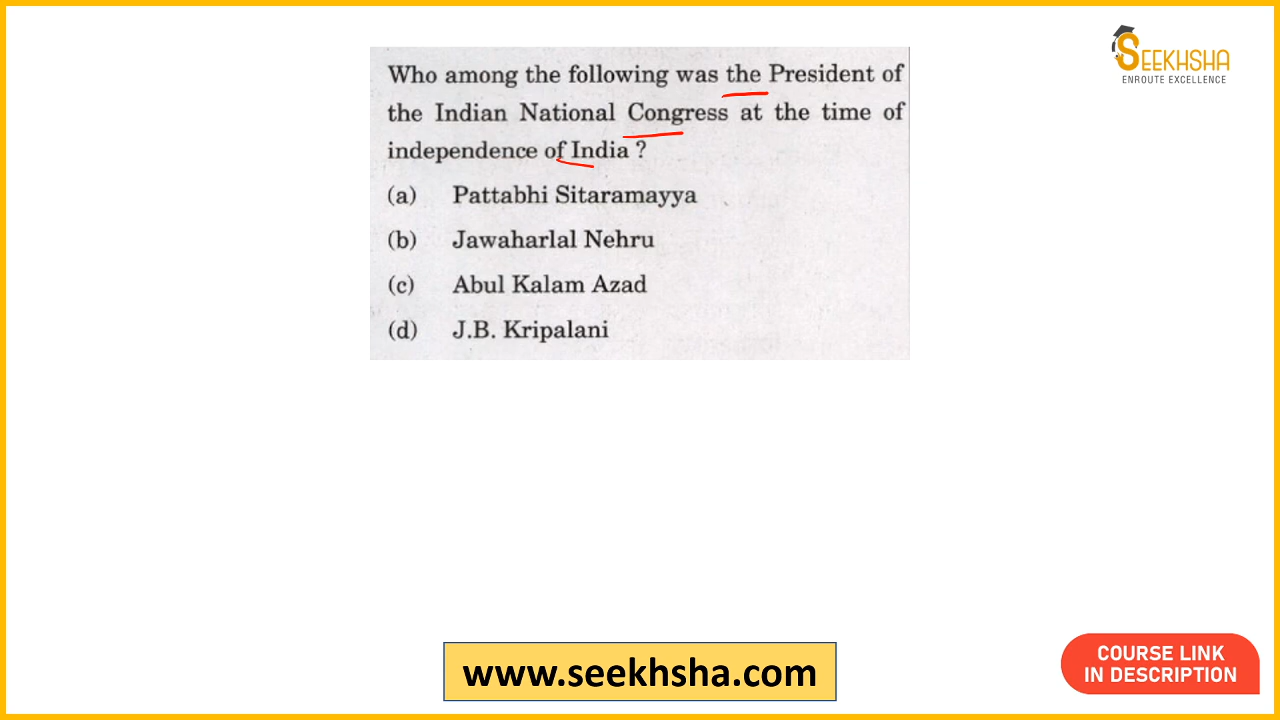 SEEKHSHA
ENROUTE EXCELLENCE
Who among the following was the President of
the Indian National Congress at the time of
independence of India ?
(a) Pattabhi Sitaramayya
(b) Jawaharlal Nehru
(c) Abul Kalam Azad
(d) J.B. Kripalani
www.seekhsha.com
COURSE LINK
IN DESCRIPTION